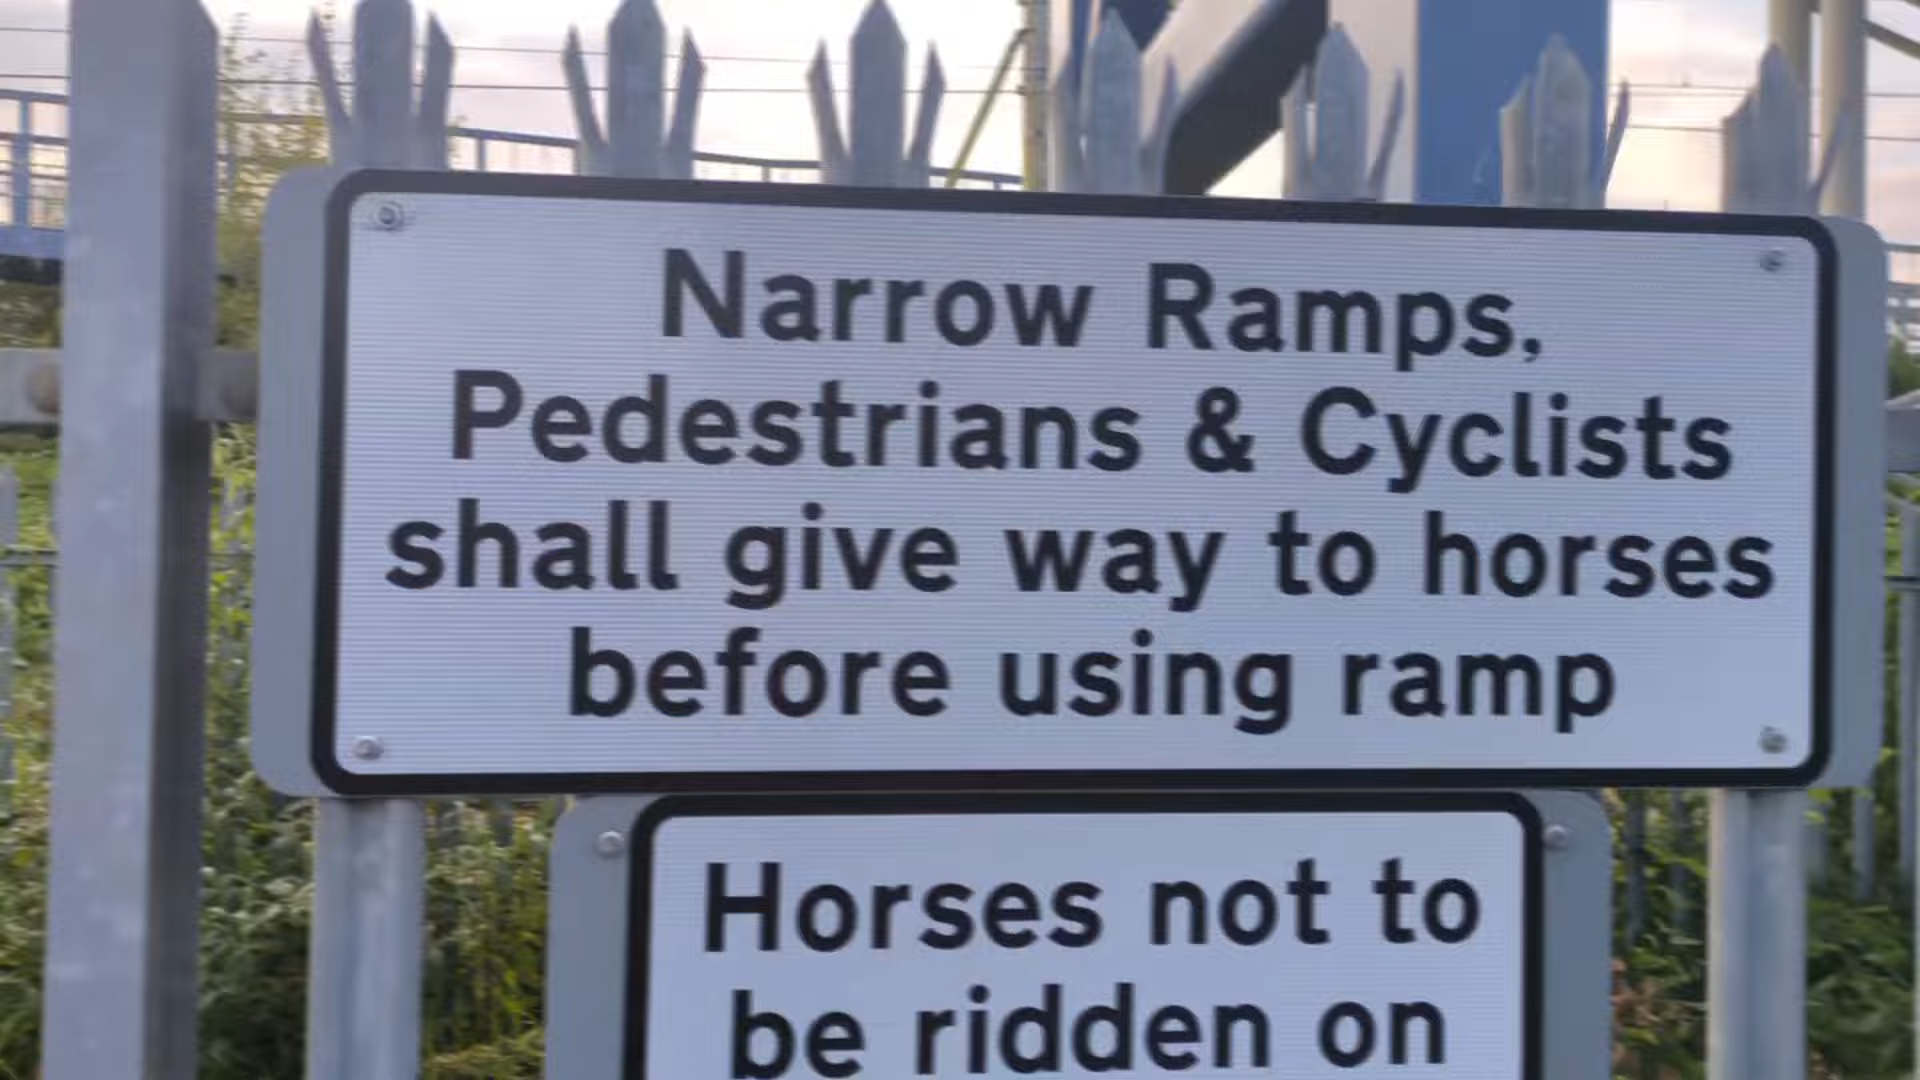 Narrow Ramps,
Pedestrians & Cyclists
shall give way to horses
before using ramp
Horses not to
be ridden on